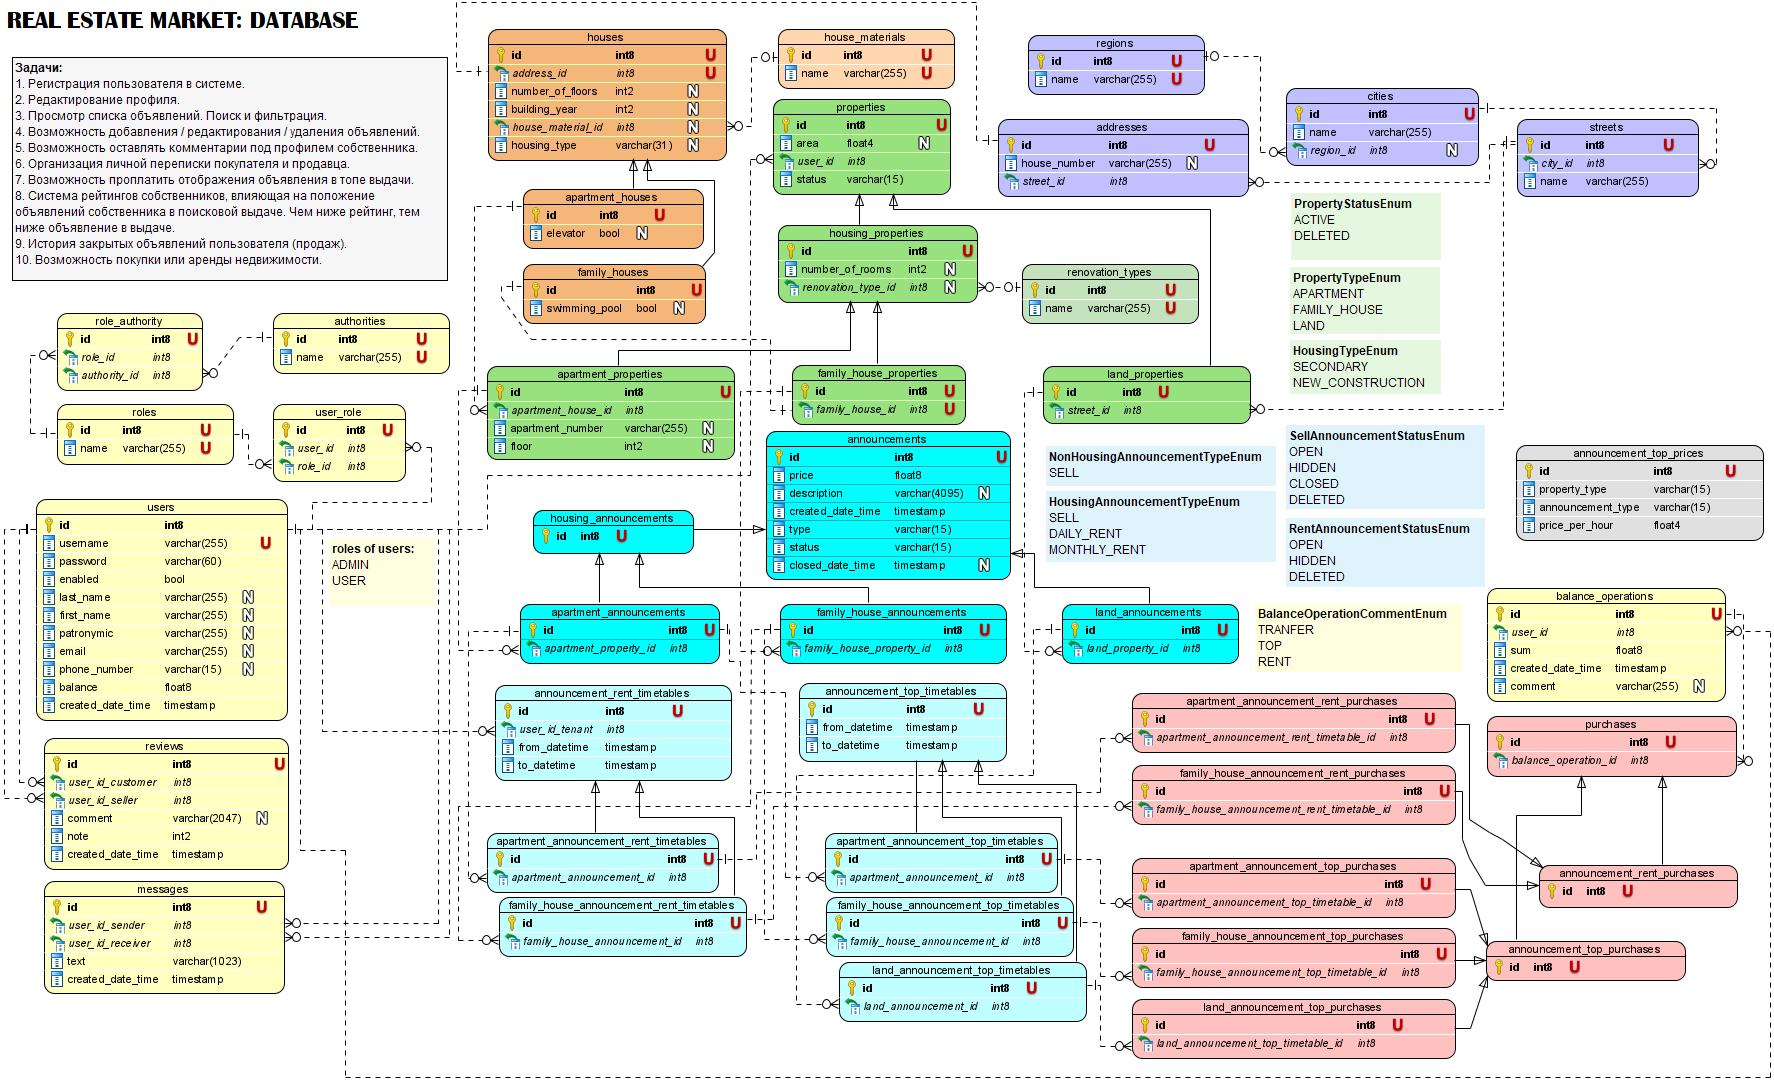 REAL ESTATE MARKET: DATABASE
Задачи:
1. Регистрация пользователя в системе.
2. Редактирование профиля.
3. Просмотр списка объявлений. Поиск и фильтрация.
4. Возможность добавления / редактирования / удаления объявлений.
5. Возможность оставлять комментарии под профилем собственника.
6. Организация личной переписки покупателя и продавца.
7. Возможность проплатить отображения объявления в топе выдачи.
8. Система рейтингов собственников, влияющая на положение
объявлений собственника в поисковой выдаче. Чем ниже рейтинг, тем
ниже объявление в выдаче.
9. История закрытых объявлений пользователя (продаж).
10. Возможность покупки или аренды недвижимости.
houses
id int8 U
address_id int8 U
number_of_floors int2 N
building_year int2 N
house_material_id int8 N
housing_type varchar(31) N
house_materials
id int8 U
name varchar(255) U
regions
id int8 U
name varchar(255) U
cities
id int8 U
name varchar(255)
region_id int8 N
streets
id int8 U
city_id int8
name varchar(255)
addresses
id int8 U
house_number varchar(255) N
street_id int8
properties
id int8 U
area float4 N
user_id int8
status varchar(15)
apartment_houses
id int8 U
elevator bool N
family_houses
id int8 U
swimming_pool bool N
housing_properties
id int8 U
number_of_rooms int2 N
renovation_type_id int8 N
renovation_types
id int8 U
name varchar(255) U
PropertyStatusEnum
ACTIVE
DELETED
PropertyTypeEnum
APARTMENT
FAMILY_HOUSE
LAND
HousingTypeEnum
SECONDARY
NEW_CONSTRUCTION
role_authority
id int8 U
role_id int8
authority_id int8
authorities
id int8 U
name varchar(255) U
roles
id int8 U
name varchar(255) U
user_role
id int8 U
user_id int8
role_id int8
apartment_properties
id int8 U
apartment_house_id int8
apartment_number varchar(255) N
floor int2 N
family_house_properties
id int8 U
family_house_id int8 U
land_properties
id int8 U
street_id int8
announcements
id int8 U
price float8
description varchar(4095) N
created_date_time timestamp
type varchar(15)
status varchar(15)
closed_date_time timestamp N
NonHousingAnnouncementTypeEnum
SELL
HousingAnnouncementTypeEnum
SELL
DAILY_RENT
MONTHLY_RENT
SellAnnouncementStatusEnum
OPEN
HIDDEN
CLOSED
DELETED
RentAnnouncementStatusEnum
OPEN
HIDDEN
DELETED
announcement_top_prices
id int8 U
property_type varchar(15)
announcement_type varchar(15)
price_per_hour float4
users
id int8
username varchar(255) U
password varchar(60)
enabled bool
last_name varchar(255) N
first_name varchar(255) N
patronymic varchar(255) N
email varchar(255) N
phone_number varchar(15) N
balance float8
created_date_time timestamp
roles of users:
ADMIN
USER
housing_announcements
id int8 U
apartment_announcements
id int8 U
apartment_property_id int8
family_house_announcements
id int8 U
family_house_property_id int8
land_announcements
id int8 U
land_property_id int8
BalanceOperationCommentEnum
TRANFER
TOP
RENT
balance_operations
id int8 U
user_id int8
sum float8
created_date_time timestamp
comment varchar(255) N
reviews
id int8 U
user_id_customer int8
user_id_seller int8
comment varchar(2047) N
note int2
created_date_time timestamp
announcement_rent_timetables
id int8 U
user_id_tenant int8
from_datetime timestamp
to_datetime timestamp
announcement_top_timetables
id int8 U
from_datetime timestamp
to_datetime timestamp
apartment_announcement_rent_purchases
id int8 U
apartment_announcement_rent_timetable_id int8
purchases
id int8 U
balance_operation_id int8
family_house_announcement_rent_purchases
id int8 U
family_house_announcement_rent_timetable_id int8
messages
id int8 U
user_id_sender int8
user_id_receiver int8
text varchar(1023)
created_date_time timestamp
apartment_announcement_rent_timetables
id int8 U
apartment_announcement_id int8
family_house_announcement_rent_timetables
id int8 U
family_house_announcement_id int8
apartment_announcement_top_timetables
id int8 U
apartment_announcement_id int8
family_house_announcement_top_timetables
id int8 U
family_house_announcement_id int8
land_announcement_top_timetables
id int8 U
land_announcement_id int8
apartment_announcement_top_purchases
id int8 U
apartment_announcement_top_timetable_id int8
family_house_announcement_top_purchases
id int8 U
family_house_announcement_top_timetable_id int8
land_announcement_top_purchases
id int8 U
land_announcement_top_timetable_id int8
announcement_rent_purchases
id int8 U
announcement_top_purchases
id int8 U